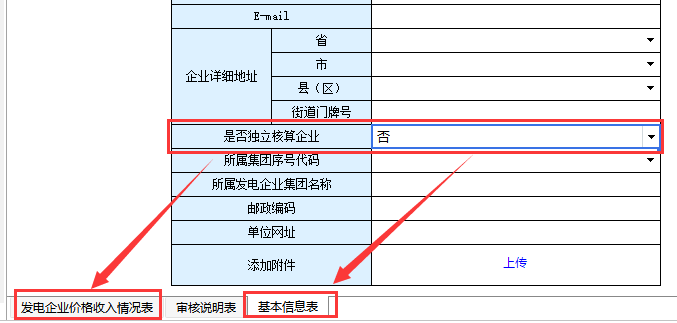 E-mail
企业详细地址
省
市
县（区）
街道门牌号
是否独立核算企业 否
所属集团序号代码
所属发电企业集团名称
邮政编码
单位网址
添加附件 上传
发电企业价格收入情况表 审核说明表 基本信息表